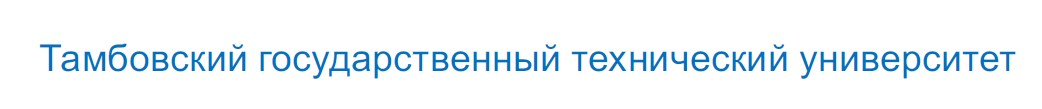 Тамбовский государственный технический университет